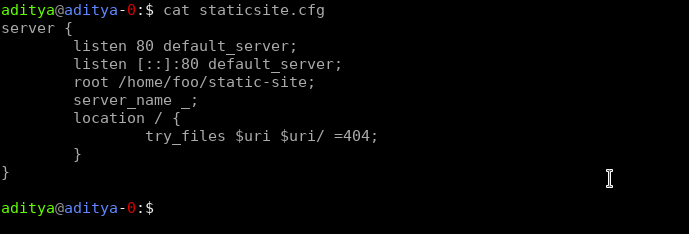 aditya@aditya-0:$ cat staticsite.cfg
server {
        listen 80 default_server;
        listen [::]:80 default_server;
        root /home/foo/static-site;
        server_name _;
        location / {
                try_files $uri $uri/ =404;
        }
}
aditya@aditya-0:$